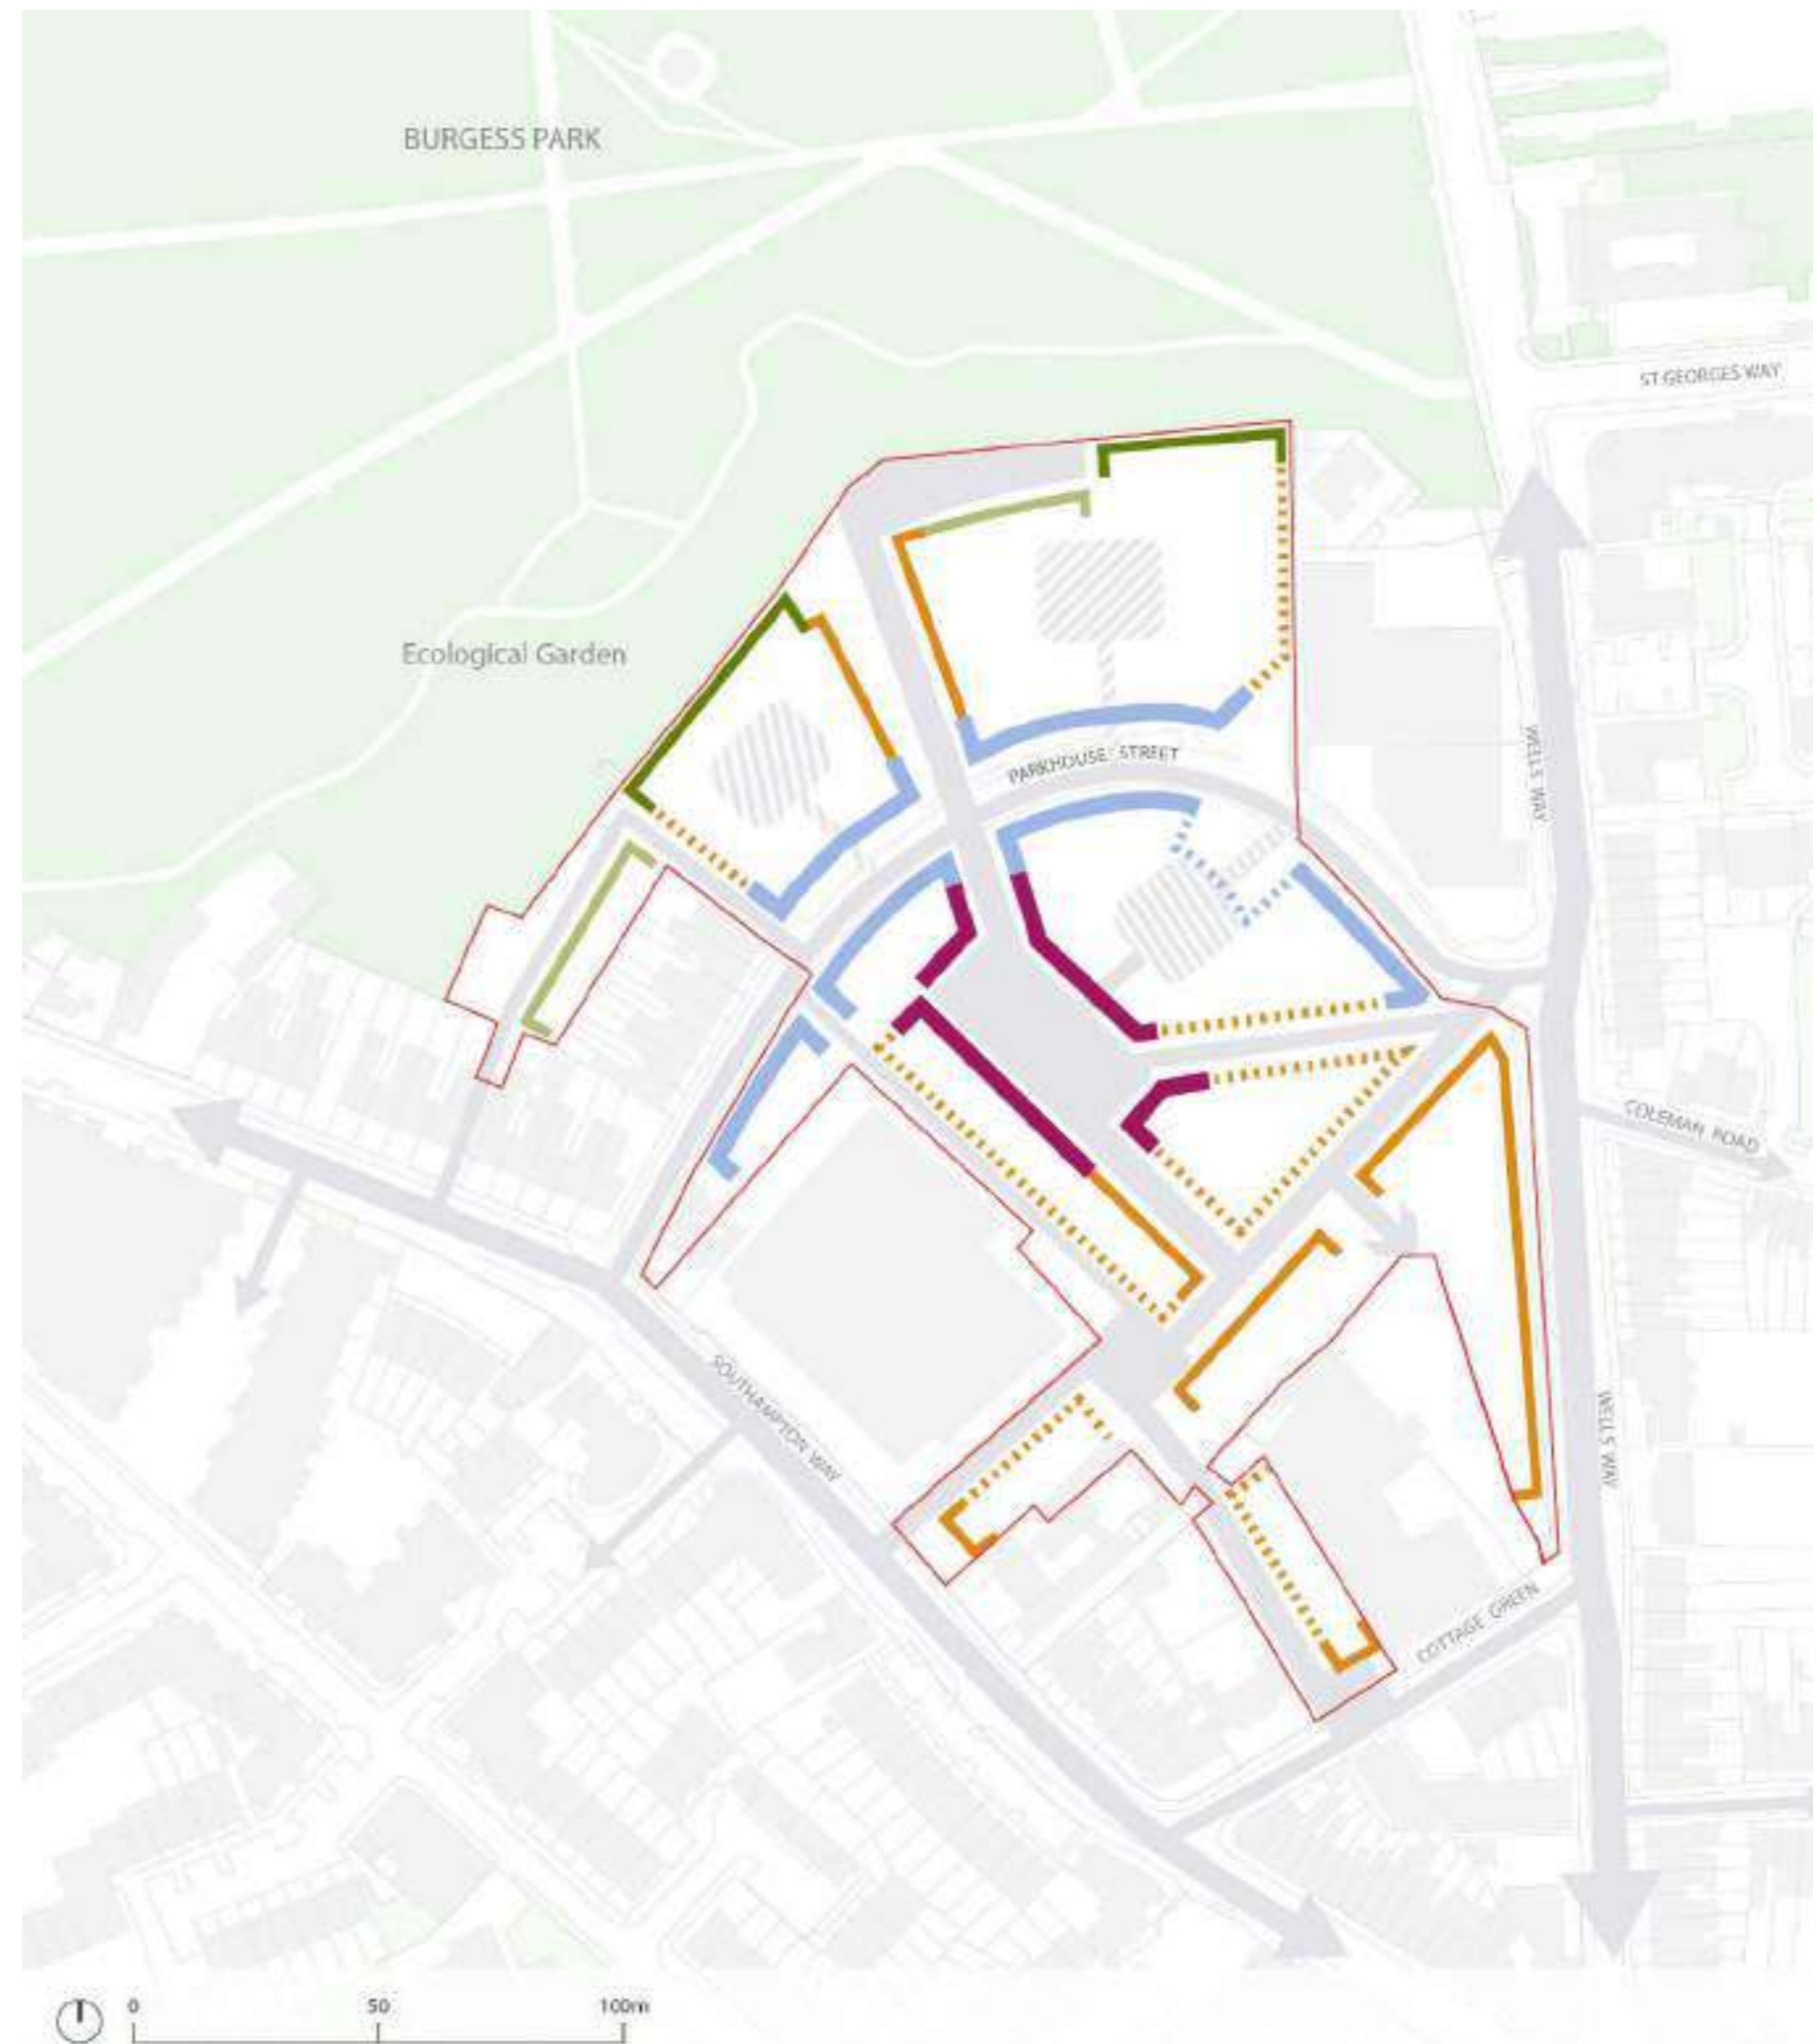 BURGESS PARK
ST GEORGES WAY
Ecological Garden
PARKHOUSE STREET
WELLS WAY
COLEMAN ROAD
SOUTHAMPTON WAY
WELLS WAY
COTTAGE GREEN
0 50 100m